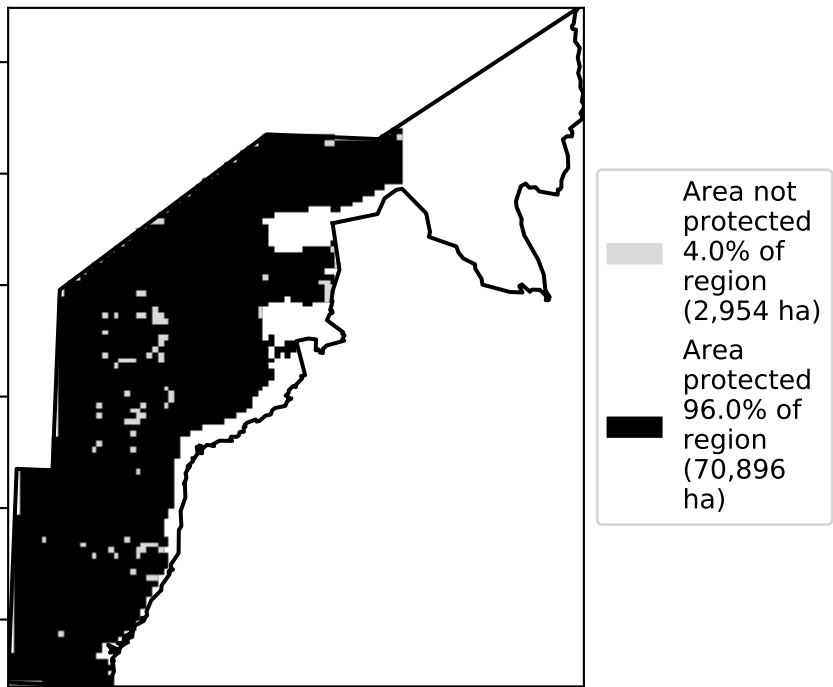 Area not
protected
4.0% of
region
(2,954 ha)
Area
protected
96.0% of
region
(70,896
ha)